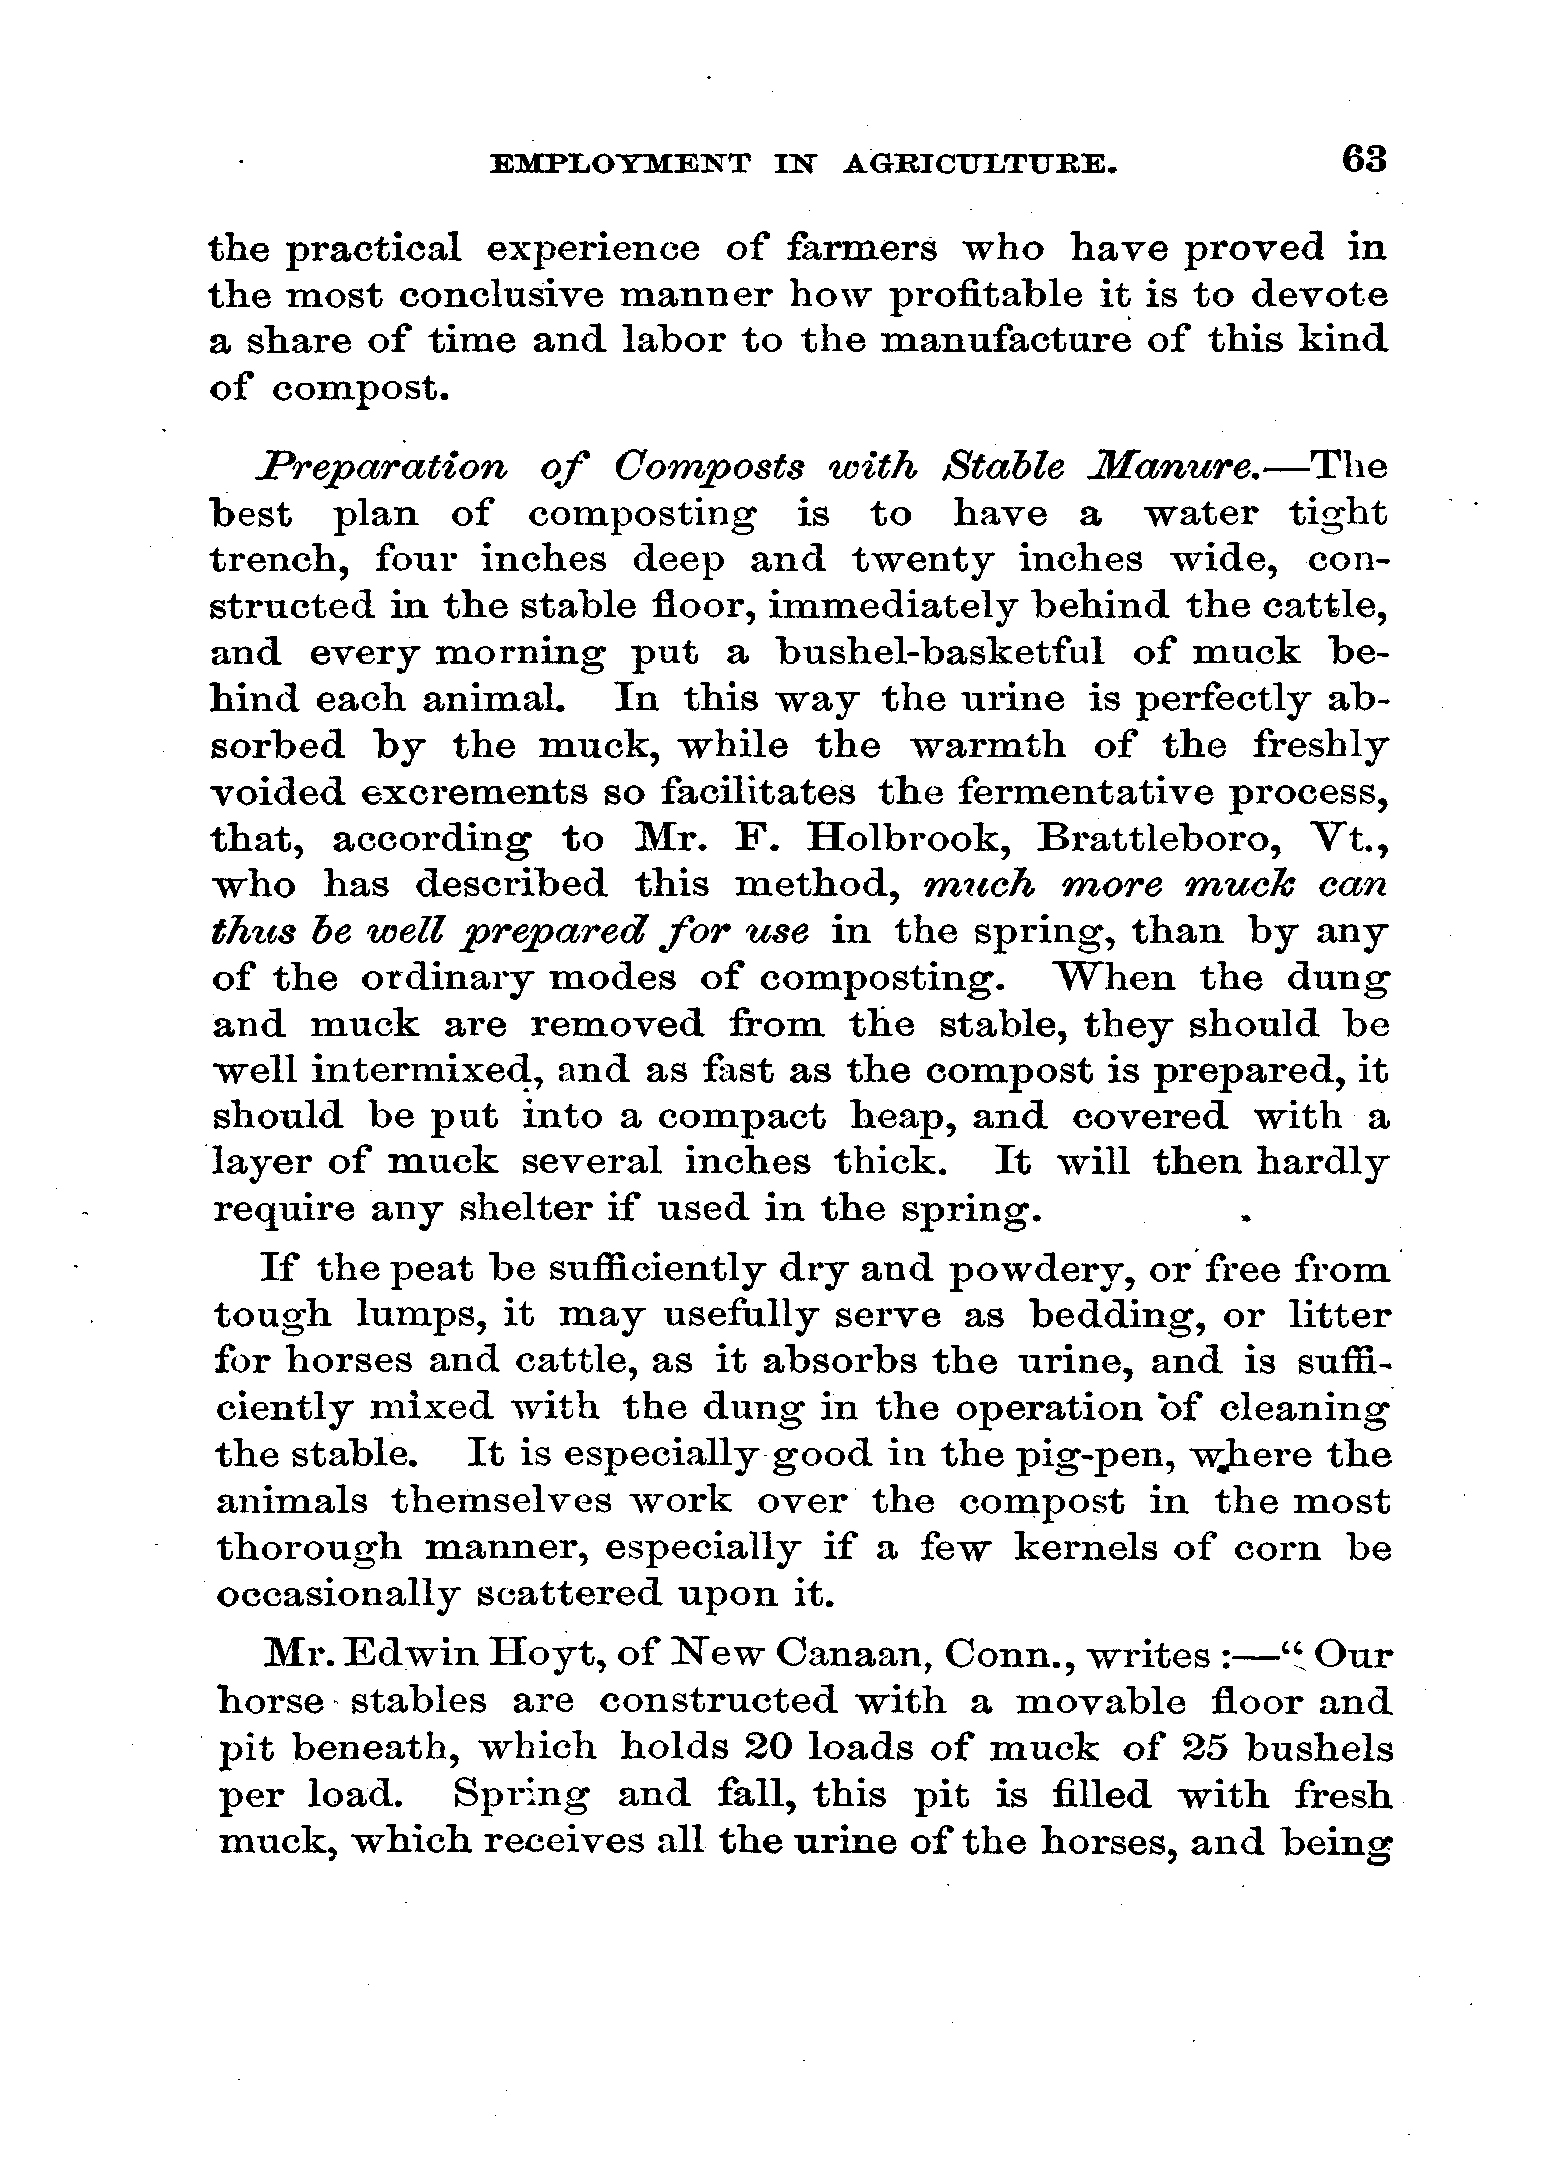 EMPLOYMENT IN AGRICULTURE. 63
the practical experience of farmers who have proved in
the most conclusive manner how profitable it is to devote
a share of time and labor to the manufacture of this kind
of compost.
Preparation of Composts with Stable Manure.—The
best plan of composting is to have a water tight
trench, four inches deep and twenty inches wide, con-
structed in the stable floor, immediately behind the cattle,
and every morning put a bushel-basketful of muck be-
hind each animal. In this way the urine is perfectly ab-
sorbed by the muck, while the warmth of the freshly
voided excrements so facilitates the fermentative process,
that, according to Mr. F. Holbrook, Brattleboro, Vt.,
who has described this method, much more muck can
thus be well prepared for use in the spring, than by any
of the ordinary modes of composting. When the dung
and muck are removed from the stable, they should be
well intermixed, and as fast as the compost is prepared, it
should be put into a compact heap, and covered with a
layer of muck several inches thick. It will then hardly
require any shelter if used in the spring.
If the peat be sufficiently dry and powdery, or free from
tough lumps, it may usefully serve as bedding, or litter
for horses and cattle, as it absorbs the urine, and is suffi-
ciently mixed with the dung in the operation of cleaning
the stable. It is especially good in the pig-pen, where the
animals themselves work over the compost in the most
thorough manner, especially if a few kernels of corn be
occasionally scattered upon it.
Mr. Edwin Hoyt, of New Canaan, Conn., writes :—“ Our
horse stables are constructed with a movable floor and
pit beneath, which holds 20 loads of muck of 25 bushels
per load. Spring and fall, this pit is filled with fresh
muck, which receives all the urine of the horses, and being